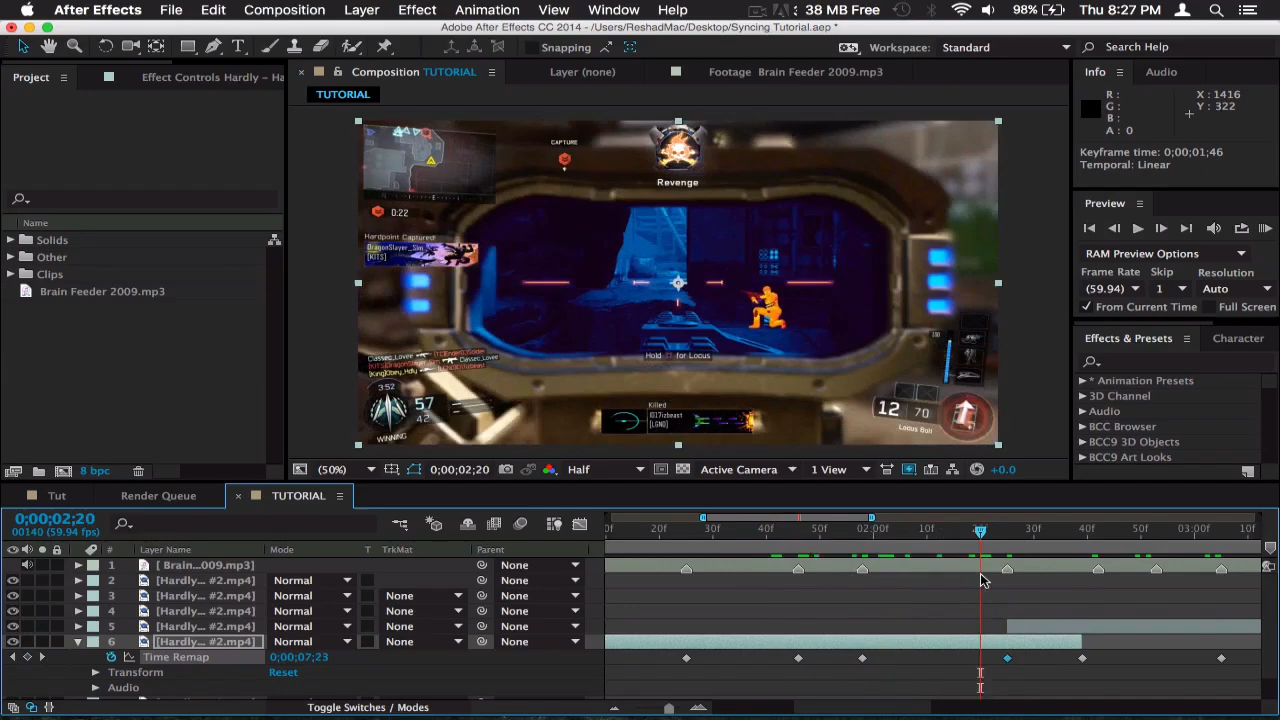 After Effects File Edit Composition Layer Effect Animation View Window Help 38 MB Free 98% Thu 8:27 PM
Adobe After Effects CC 2014 - /Users/ReshadMac/Desktop/Syncing Tutorial.aep *
Snapping Workspace: Standard Search Help
Project Effect Controls Hardly – Ha Composition TUTORIAL Layer (none) Footage Brain Feeder 2009.mp3 Info Audio
TUTORIAL
R: X: 1416
G: Y: 322
B:
A: 0
Keyframe time: 0;00;01;46
Temporal: Linear
CAPTURE
Revenge
0:22
Hardpoint Captured!
DragonSlayer_Slm
[KITS]
Hold for Locus
3:52
57
42
WINNING
Killed
[LGND]
12 70
Locus Bolt
Name
Solids
Other
Clips
Brain Feeder 2009.mp3
Preview
RAM Preview Options
Frame Rate Skip Resolution
(59.94) 1 Auto
From Current Time Full Screen
Effects & Presets Character
* Animation Presets
3D Channel
Audio
BCC Browser
BCC9 3D Objects
BCC9 Art Looks
8 bpc (50%) 0;00;02;20 Half Active Camera 1 View +0.0
Tut Render Queue TUTORIAL
0;00;02;20
00140 (59.94 fps)
0f 20f 40f 50f 02:00f 10f 20f 30f 40f 50f 03:00f 10f
# Layer Name Mode T TrkMat Parent
1 [ Brain...009.mp3] None
2 [Hardly... #2.mp4] Normal None
3 [Hardly... #2.mp4] Normal None None
4 [Hardly... #2.mp4] Normal None None
5 [Hardly... #2.mp4] Normal None None
6 [Hardly... #2.mp4] Normal None None
Time Remap 0;00;07;23
Transform Reset
Audio
Toggle Switches / Modes